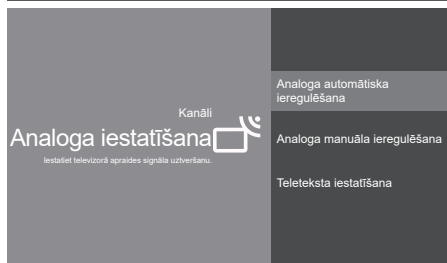 Kanāli
Analoga iestatīšana
Iestatiet televizorā apraides signāla uztveršanu.
Analoga automātiska
ieregulēšana
Analoga manuāla ieregulēšana
Teleteksta iestatīšana